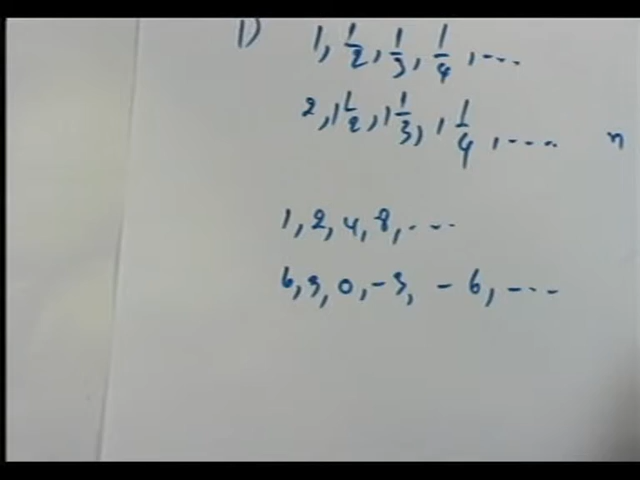 1) 1, 1/2, 1/3, 1/4, ....
2, 1 1/2, 1 1/3, 1 1/4, .... n
1, 2, 4, 8, ...
6, 3, 0, -3, -6, ...